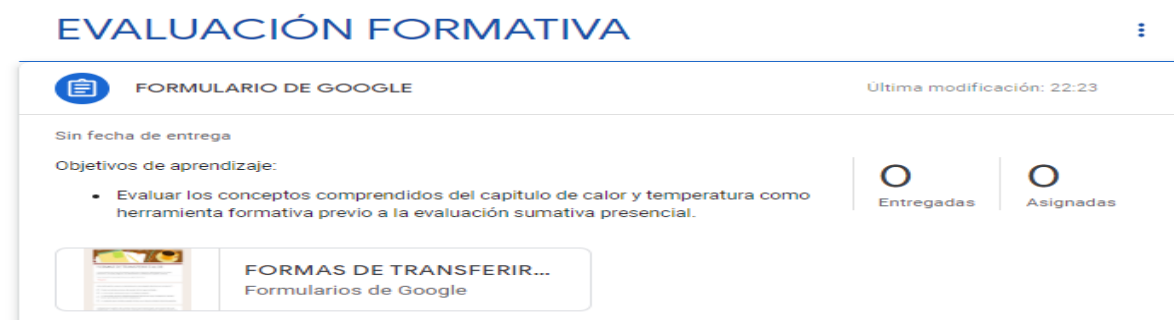 EVALUACIÓN FORMATIVA
FORMULARIO DE GOOGLE
Última modificación: 22:23
Sin fecha de entrega
Objetivos de aprendizaje:
• Evaluar los conceptos comprendidos del capitulo de calor y temperatura como
herramienta formativa previo a la evaluación sumativa presencial.
0
Entregadas
0
Asignadas
FORMAS DE TRANSFERIR...
Formularios de Google